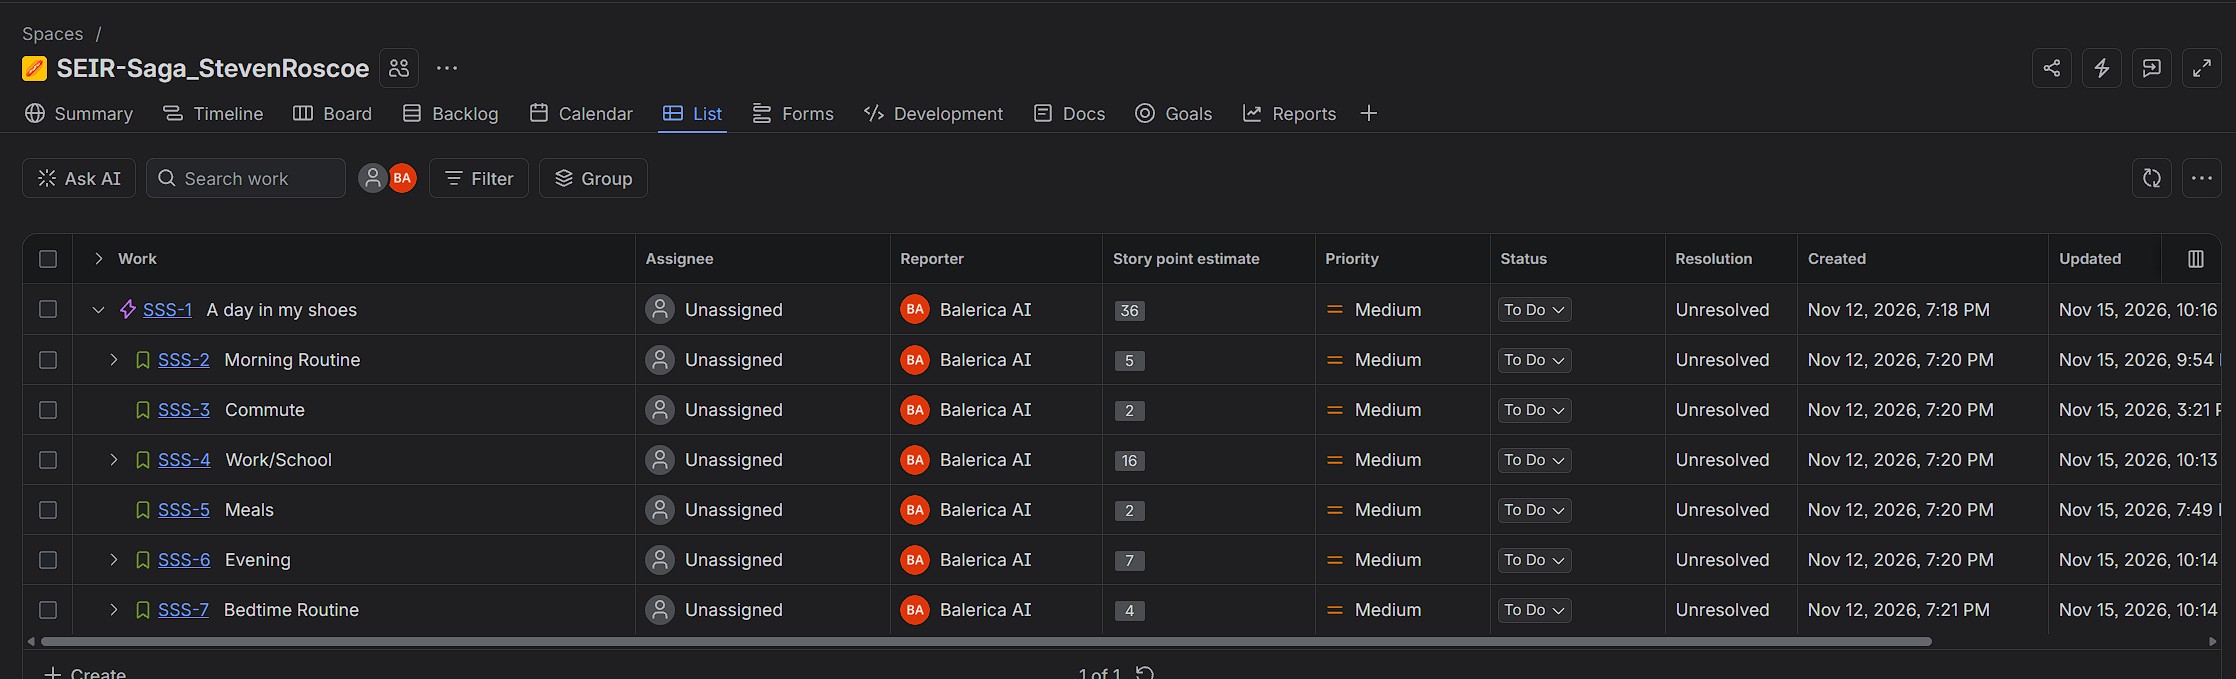 Spaces /
SEIR-Saga_StevenRoscoe
Summary Timeline Board Backlog Calendar List Forms Development Docs Goals Reports
Ask AI Search work BA Filter Group
Work Assignee Reporter Story point estimate Priority Status Resolution Created Updated
SSS-1 A day in my shoes Unassigned BA Balerica AI 36 Medium To Do Unresolved Nov 12, 2026, 7:18 PM Nov 15, 2026, 10:16
SSS-2 Morning Routine Unassigned BA Balerica AI 5 Medium To Do Unresolved Nov 12, 2026, 7:20 PM Nov 15, 2026, 9:54
SSS-3 Commute Unassigned BA Balerica AI 2 Medium To Do Unresolved Nov 12, 2026, 7:20 PM Nov 15, 2026, 3:21
SSS-4 Work/School Unassigned BA Balerica AI 16 Medium To Do Unresolved Nov 12, 2026, 7:20 PM Nov 15, 2026, 10:13
SSS-5 Meals Unassigned BA Balerica AI 2 Medium To Do Unresolved Nov 12, 2026, 7:20 PM Nov 15, 2026, 7:49
SSS-6 Evening Unassigned BA Balerica AI 7 Medium To Do Unresolved Nov 12, 2026, 7:20 PM Nov 15, 2026, 10:14
SSS-7 Bedtime Routine Unassigned BA Balerica AI 4 Medium To Do Unresolved Nov 12, 2026, 7:21 PM Nov 15, 2026, 10:14
Create 1 of 1